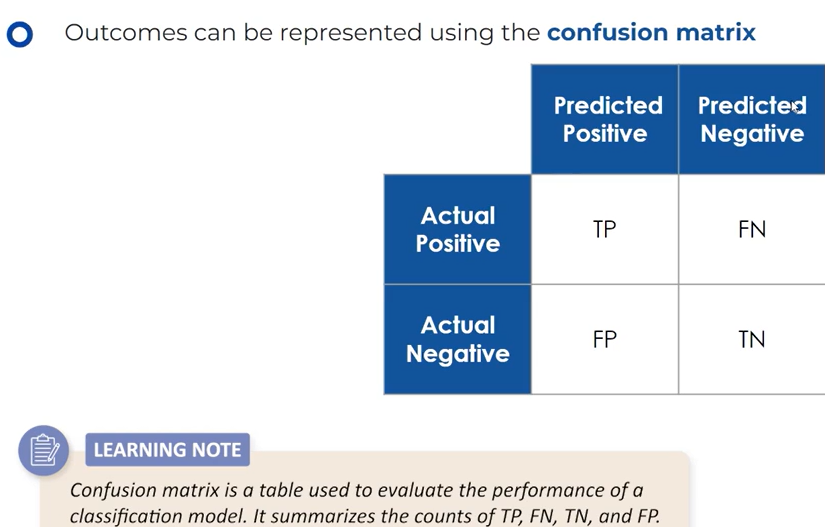 Outcomes can be represented using the confusion matrix
Predicted Positive
Predicted Negative
Actual Positive
TP
FN
Actual Negative
FP
TN
LEARNING NOTE
Confusion matrix is a table used to evaluate the performance of a
classification model. It summarizes the counts of TP, FN, TN, and FP.